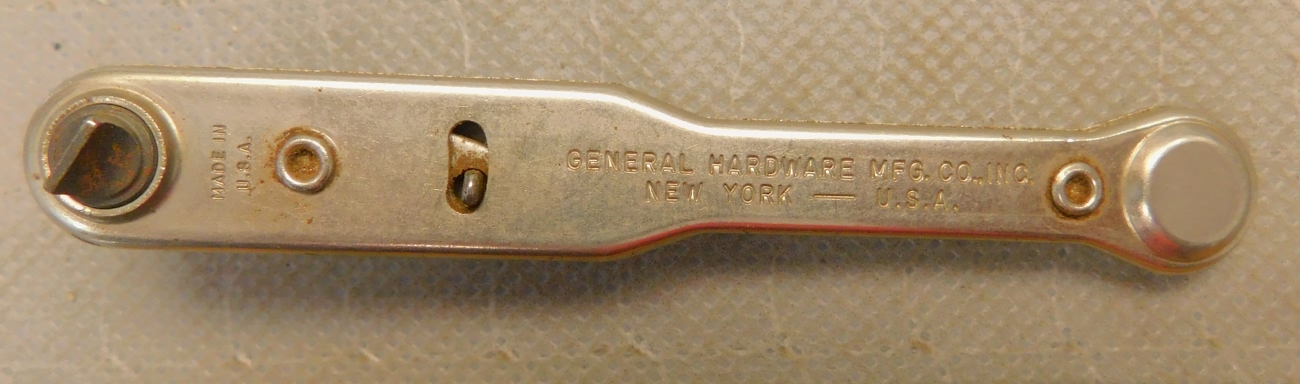 MADE IN
U.S.A.
GENERAL HARDWARE MFG. CO., INC.
NEW YORK — U.S.A.